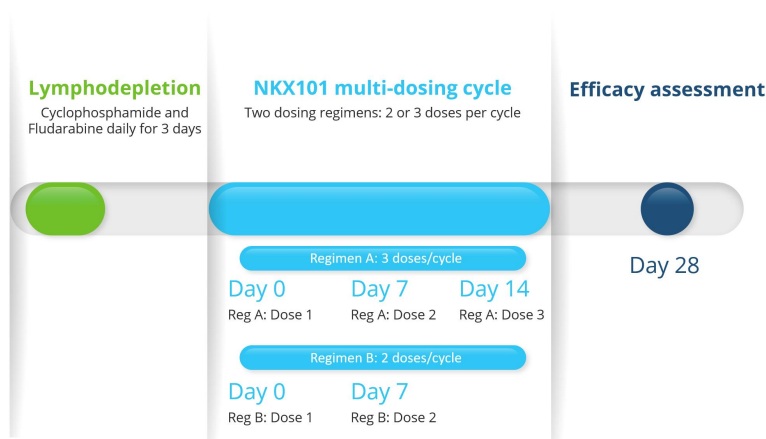 Lymphodepletion
Cyclophosphamide and
Fludarabine daily for 3 days
NKX101 multi-dosing cycle
Two dosing regimens: 2 or 3 doses per cycle
Efficacy assessment
Day 28
Regimen A: 3 doses/cycle
Day 0 Day 7 Day 14
Reg A: Dose 1 Reg A: Dose 2 Reg A: Dose 3
Regimen B: 2 doses/cycle
Day 0 Day 7
Reg B: Dose 1 Reg B: Dose 2